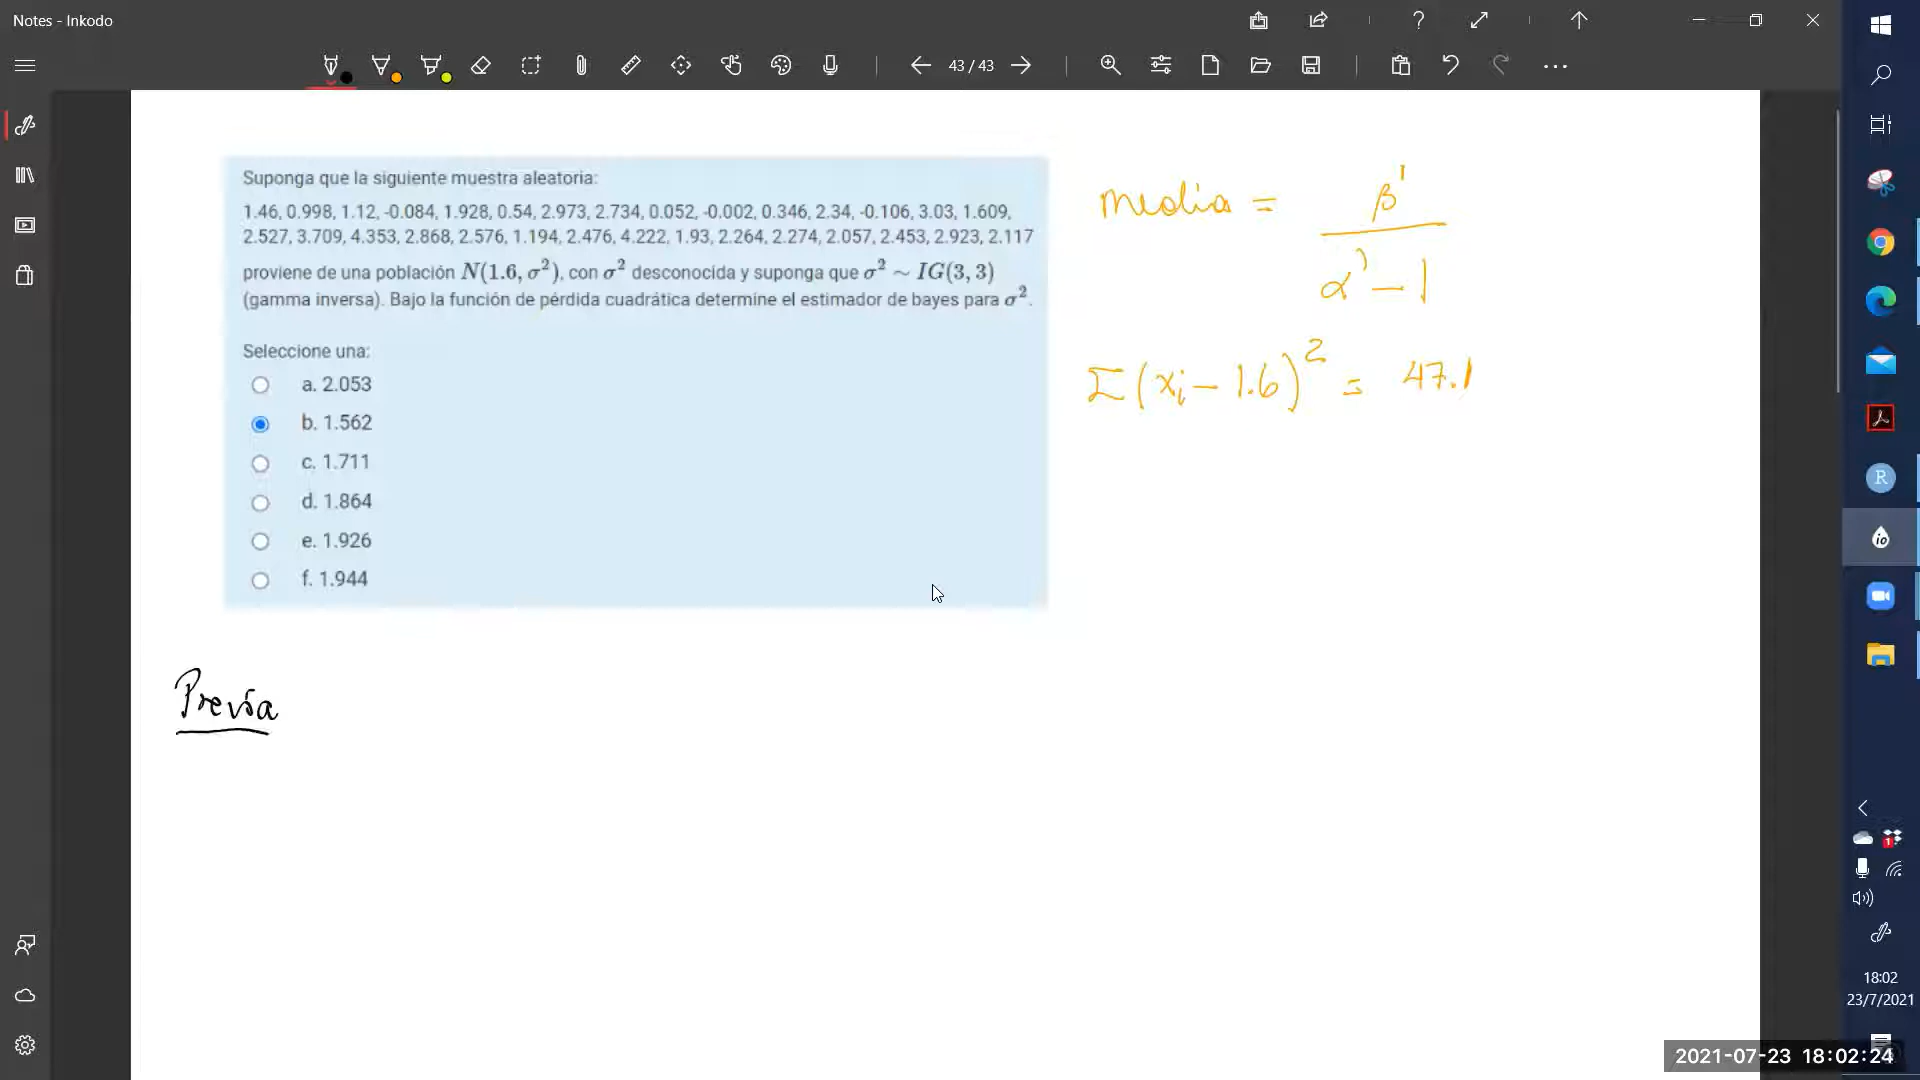 Notes - Inkodo
43 / 43
Suponga que la siguiente muestra aleatoria:
1.46, 0.998, 1.12, -0.084, 1.928, 0.54, 2.973, 2.734, 0.052, -0.002, 0.346, 2.34, -0.106, 3.03, 1.609,
2.527, 3.709, 4.353, 2.868, 2.576, 1.194, 2.476, 4.222, 1.93, 2.264, 2.274, 2.057, 2.453, 2.923, 2.117
proviene de una población N(1.6, σ²), con σ² desconocida y suponga que σ² ∼ IG(3, 3)
(gamma inversa). Bajo la función de pérdida cuadrática determine el estimador de bayes para σ².
Seleccione una:
a. 2.053
b. 1.562
c. 1.711
d. 1.864
e. 1.926
f. 1.944
media = β' / α' - 1
Σ(xi - 1.6)² = 47.1
Previa
18:02
23/7/2021
2021-07-23 18:02:24